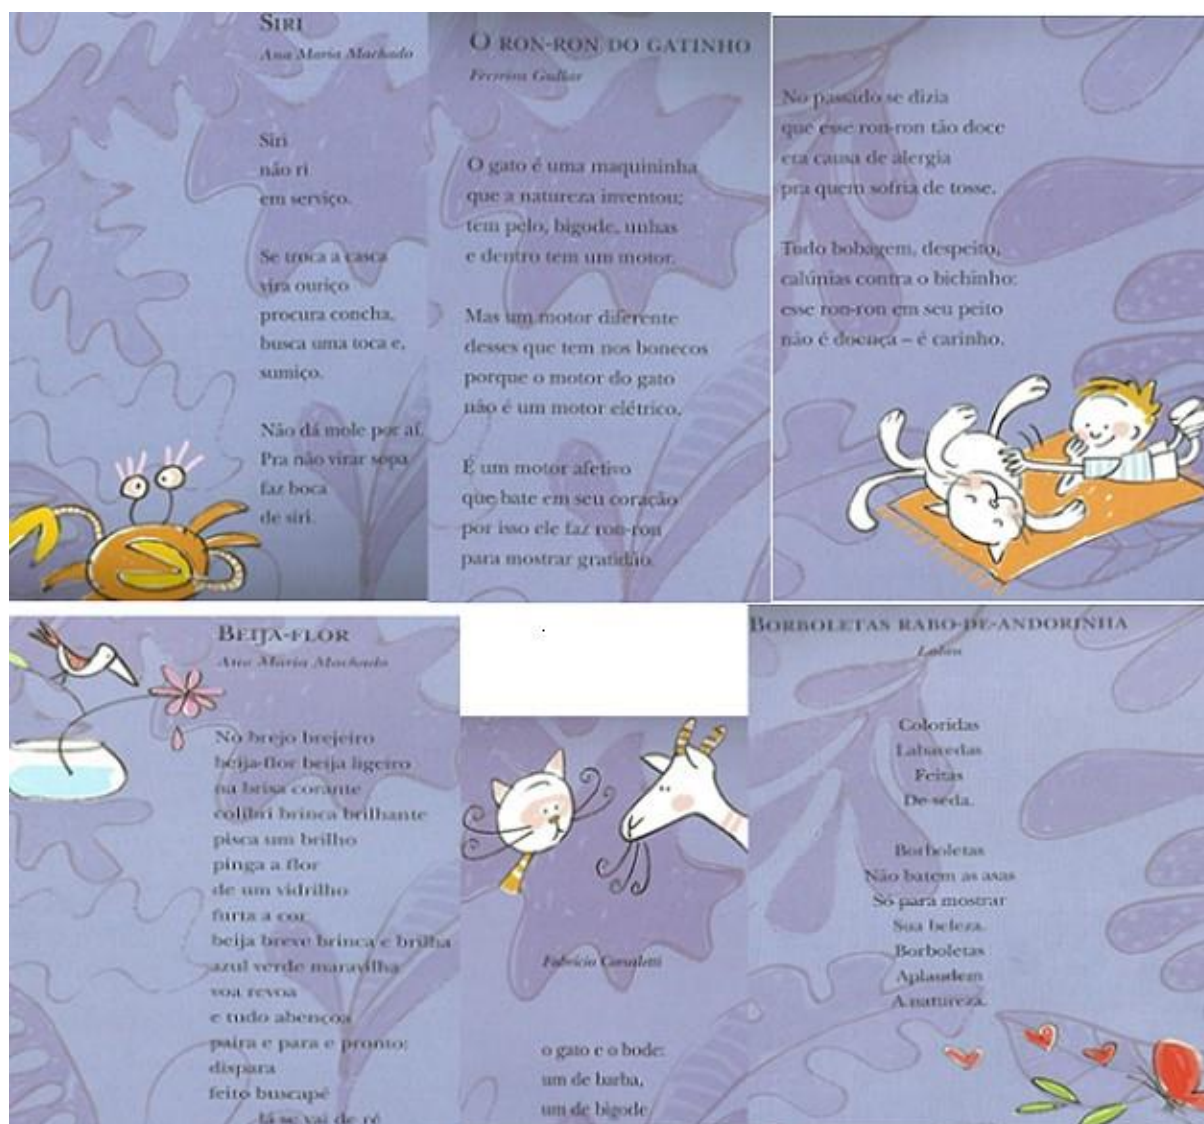 SIRI
Ana Maria Machado
Siri
não ri
em serviço.
Se troca a casca
vira ouriço
procura concha,
busca uma toca e,
sumiço.
Não dá mole por aí.
Pra não virar sopa
faz boca
de siri.
O RON-RON DO GATINHO
Ferreira Gullar
O gato é uma maquininha
que a natureza inventou;
tem pelo, bigode, unhas
e dentro tem um motor.
Mas um motor diferente
desses que tem nos bonecos
porque o motor do gato
não é um motor elétrico.
É um motor afetivo
que bate em seu coração
por isso ele faz ron-ron
para mostrar gratidão.
No passado se dizia
que esse ron-ron tão doce
era causa de alergia
pra quem sofria de tosse.
Tudo bobagem, despeito,
calúnias contra o bichinho:
esse ron-ron em seu peito
não é doença – é carinho.
BEIJA-FLOR
Ana Maria Machado
No brejo brejeiro
beija-flor beija ligeiro
na brisa corante
colibri brinca brilhante
pisca um brilho
pinga a flor
de um vidrilho
furta a cor
beija breve brinca e brilha
azul verde maravilha
voa revoa
e tudo abençoa
paira e para e pronto:
dispara
feito buscapé
lá se vai de ré
Fabrício Corsaletti
o gato e o bode:
um de barba,
um de bigode
BORBOLETAS RABO-DE-ANDORINHA
Lalau
Coloridas
Labaredas
Feitas
De seda.
Borboletas
Não batem as asas
Só para mostrar
Sua beleza.
Borboletas
Aplaudem
A natureza.